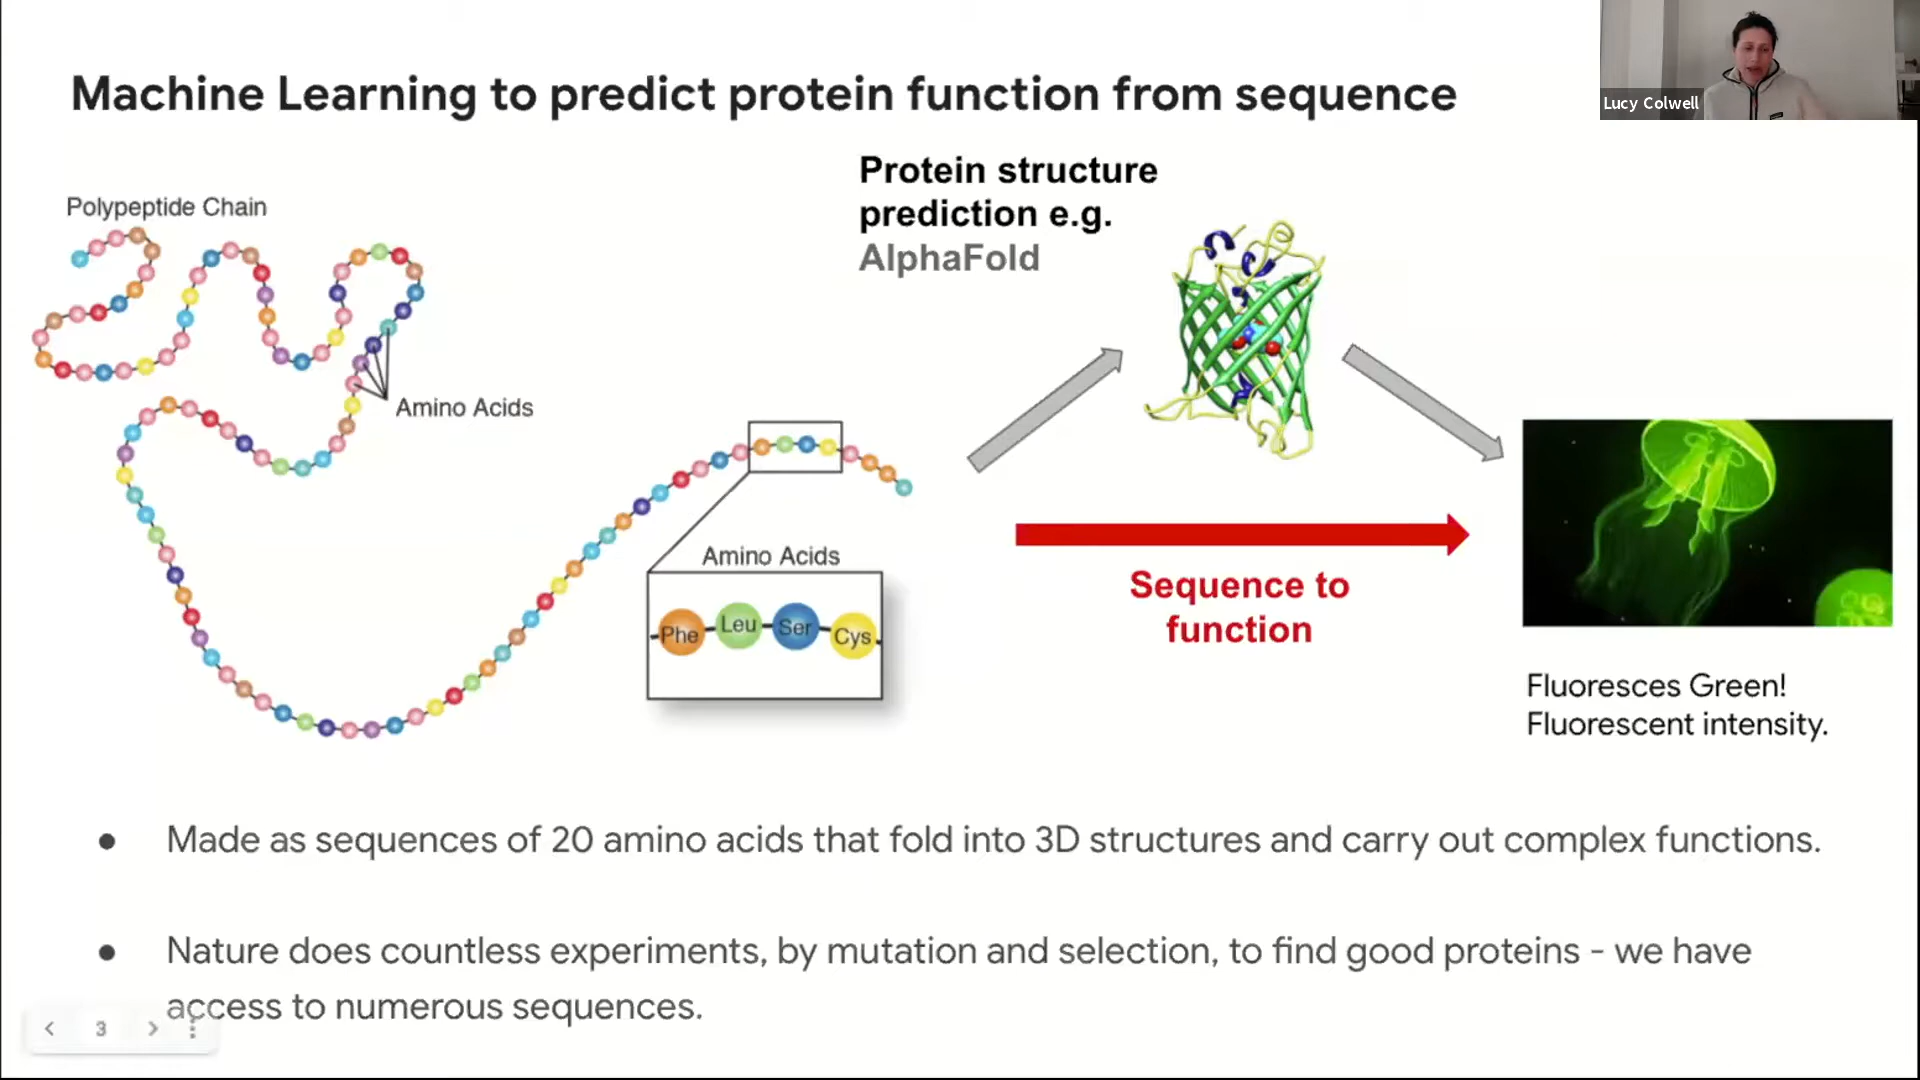 Machine Learning to predict protein function from sequence
Lucy Colwell
Protein structure
prediction e.g.
AlphaFold
Polypeptide Chain
Amino Acids
Amino Acids
Phe
Leu
Ser
Cys
Sequence to
function
Fluoresces Green!
Fluorescent intensity.
● Made as sequences of 20 amino acids that fold into 3D structures and carry out complex functions.
● Nature does countless experiments, by mutation and selection, to find good proteins - we have
access to numerous sequences.
3